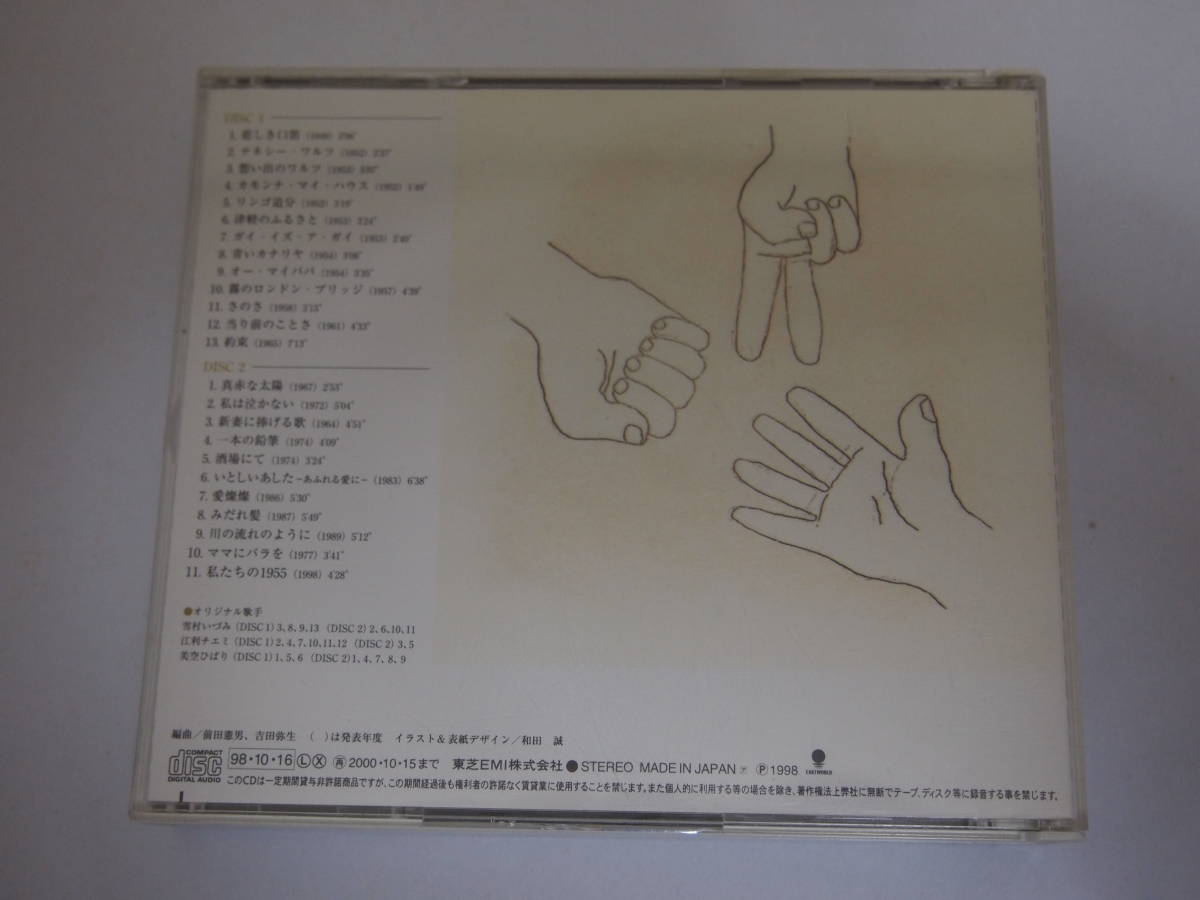 DISC 1
1. 悲しき口笛 (1949)
2. テネシー・ワルツ (1952) 2'37"
3. 想い出のワルツ (1953)
4. カモンナ・マイ・ハウス (1952) 1'49"
5. リンゴ追分 (1952) 3'19"
6. 津軽のふるさと (1953) 3'24"
7. ガイ・イズ・ア・ガイ (1953) 2'40"
8. 青いカナリヤ (1954) 3'08"
9. オー・マイパパ (1954) 3'35"
10. 霧のロンドン・ブリッジ (1957) 4'39"
11. さのさ (1958) 3'15"
12. 当り前のことさ (1961) 4'33"
13. 約束 (1965) 7'13"
DISC 2
1. 真赤な太陽 (1967) 2'53"
2. 私は泣かない (1972) 5'04"
3. 新妻に捧げる歌 (1964) 4'51"
4. 一本の鉛筆 (1974) 4'09"
5. 酒場にて (1974) 3'24"
6. いとしいあした -あふれる愛に- (1983) 6'38"
7. 愛燦燦 (1986) 5'30"
8. みだれ髪 (1987) 5'49"
9. 川の流れのように (1989) 5'12"
10. ママにバラを (1977) 3'41"
11. 私たちの1955 (1998) 4'28"
●オリジナル歌手
雪村いづみ (DISC 1) 3、8、9、13 (DISC 2) 2、6、10、11
江利チエミ (DISC 1) 2、4、7、10、11、12 (DISC 2) 3、5
美空ひばり (DISC 1) 1、5、6 (DISC 2) 1、4、7、8、9
編曲/前田憲男、吉田弥生 ( )は発表年度 イラスト&表紙デザイン/和田 誠
COMPACT disc DIGITAL AUDIO 98・10・16 Ⓛ Ⓧ 再 2000・10・15まで 東芝EMI株式会社● STEREO MADE IN JAPAN ℗ 1998 EASTWORLD
このCDは一定期間貸与非許諾商品ですが、この期間経過後も権利者の許諾なく賃貸業に使用することを禁じます。また個人的に利用する等の場合を除き、著作権法上弊社に無断でテープ、ディスク等に録音する事を禁じます。